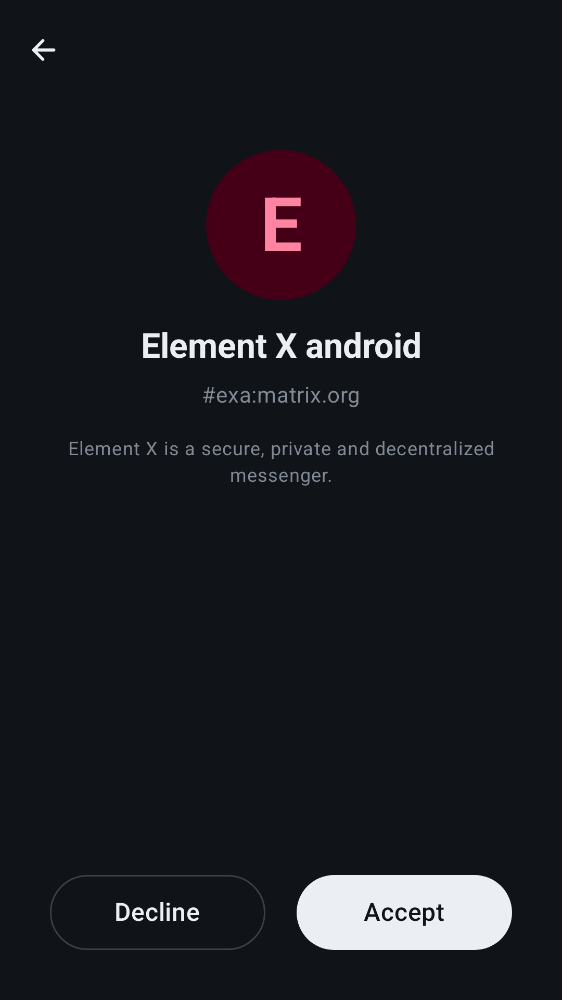 E
Element X android
#exa:matrix.org
Element X is a secure, private and decentralized
messenger.
Decline
Accept